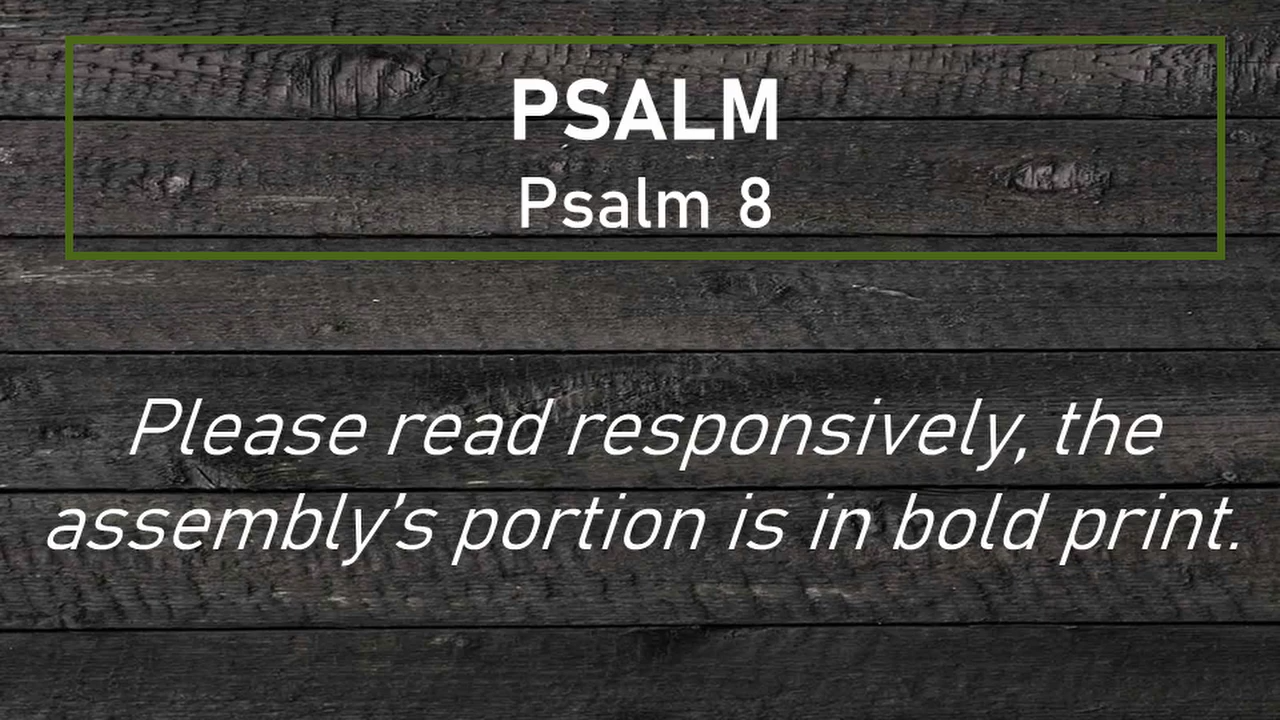 PSALM
Psalm 8
Please read responsively, the
assembly’s portion is in bold print.